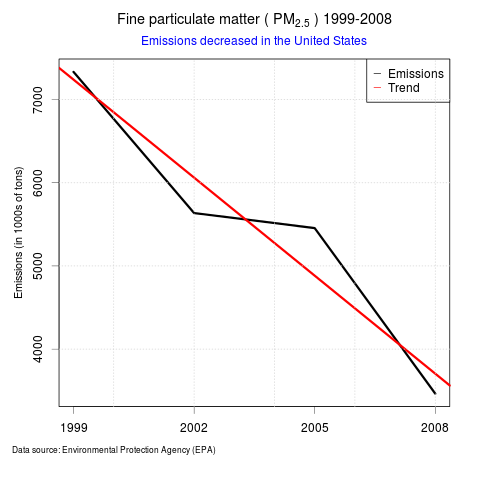 Fine particulate matter ( PM2.5 ) 1999-2008
Emissions decreased in the United States
Emissions
Trend
Emissions (in 1000s of tons)
7000
6000
5000
4000
1999
2002
2005
2008
Data source: Environmental Protection Agency (EPA)